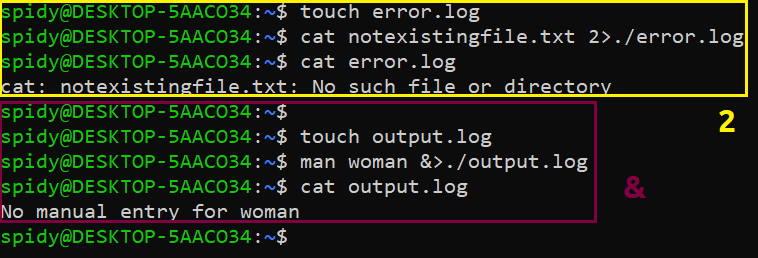 spidy@DESKTOP-5AACO34:~$ touch error.log
spidy@DESKTOP-5AACO34:~$ cat notexistingfile.txt 2>./error.log
spidy@DESKTOP-5AACO34:~$ cat error.log
cat: notexistingfile.txt: No such file or directory
spidy@DESKTOP-5AACO34:~$
2
spidy@DESKTOP-5AACO34:~$ touch output.log
spidy@DESKTOP-5AACO34:~$ man woman &>./output.log
spidy@DESKTOP-5AACO34:~$ cat output.log
&
No manual entry for woman
spidy@DESKTOP-5AACO34:~$